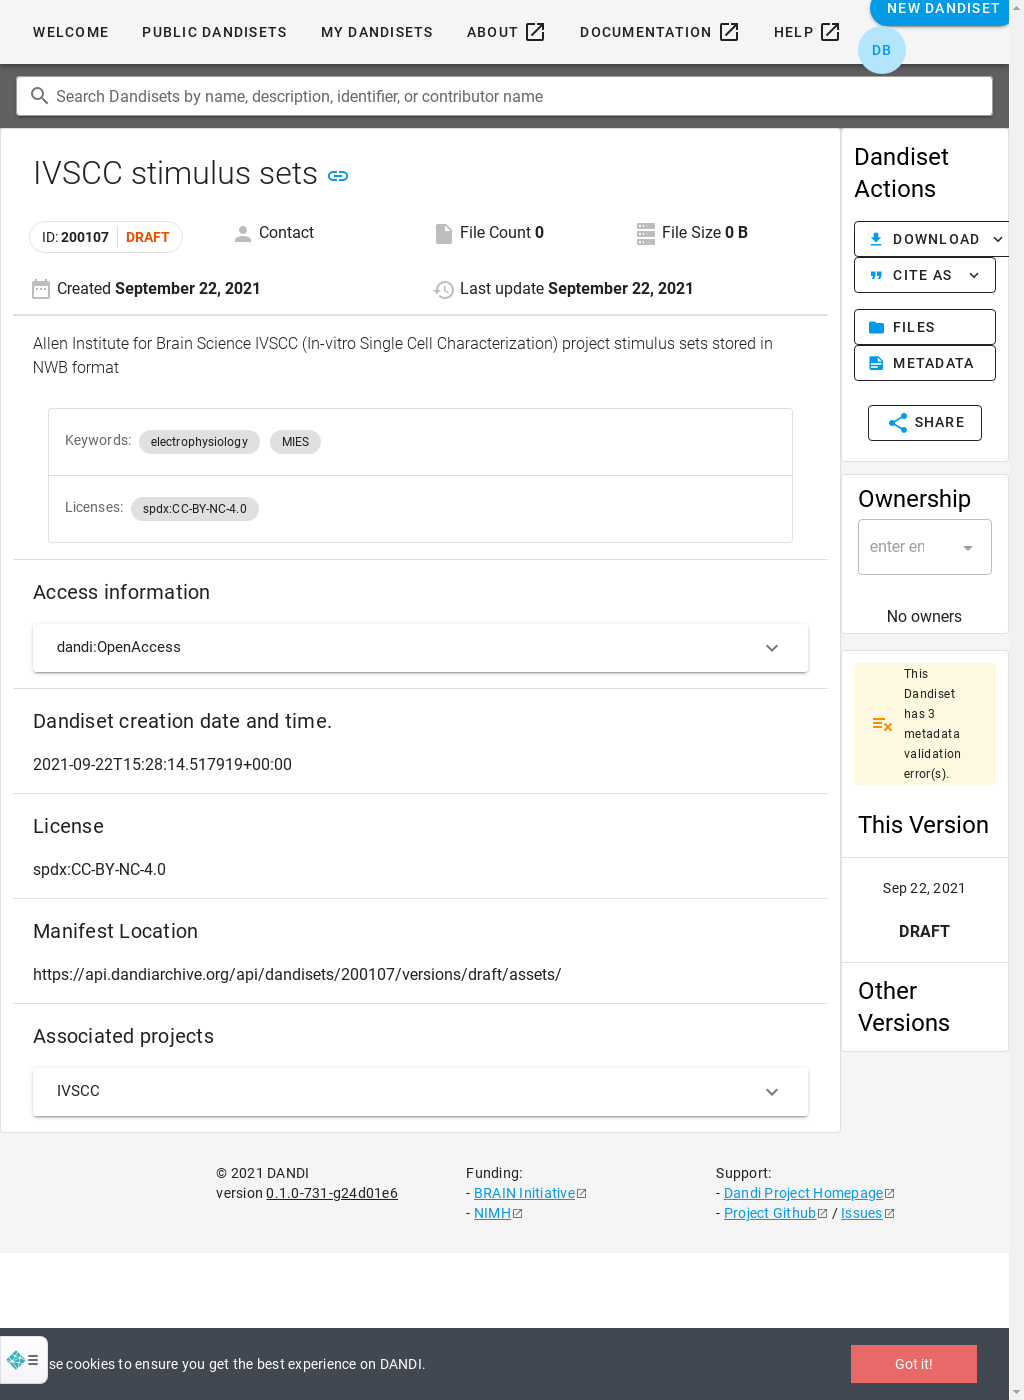 WELCOME
PUBLIC DANDISETS
MY DANDISETS
ABOUT
DOCUMENTATION
HELP
NEW DANDISET
DB
Search Dandisets by name, description, identifier, or contributor name
IVSCC stimulus sets
ID: 200107 DRAFT
Contact
File Count 0
File Size 0 B
Created September 22, 2021
Last update September 22, 2021
Allen Institute for Brain Science IVSCC (In-vitro Single Cell Characterization) project stimulus sets stored in
NWB format
Keywords: electrophysiology MIES
Licenses: spdx:CC-BY-NC-4.0
Access information
dandi:OpenAccess
Dandiset creation date and time.
2021-09-22T15:28:14.517919+00:00
License
spdx:CC-BY-NC-4.0
Manifest Location
https://api.dandiarchive.org/api/dandisets/200107/versions/draft/assets/
Associated projects
IVSCC
Dandiset
Actions
DOWNLOAD
CITE AS
FILES
METADATA
SHARE
Ownership
enter en
No owners
This
Dandiset
has 3
metadata
validation
error(s).
This Version
Sep 22, 2021
DRAFT
Other
Versions
© 2021 DANDI
version 0.1.0-731-g24d01e6
Funding:
- BRAIN Initiative
- NIMH
Support:
- Dandi Project Homepage
- Project Github / Issues
se cookies to ensure you get the best experience on DANDI.
Got it!